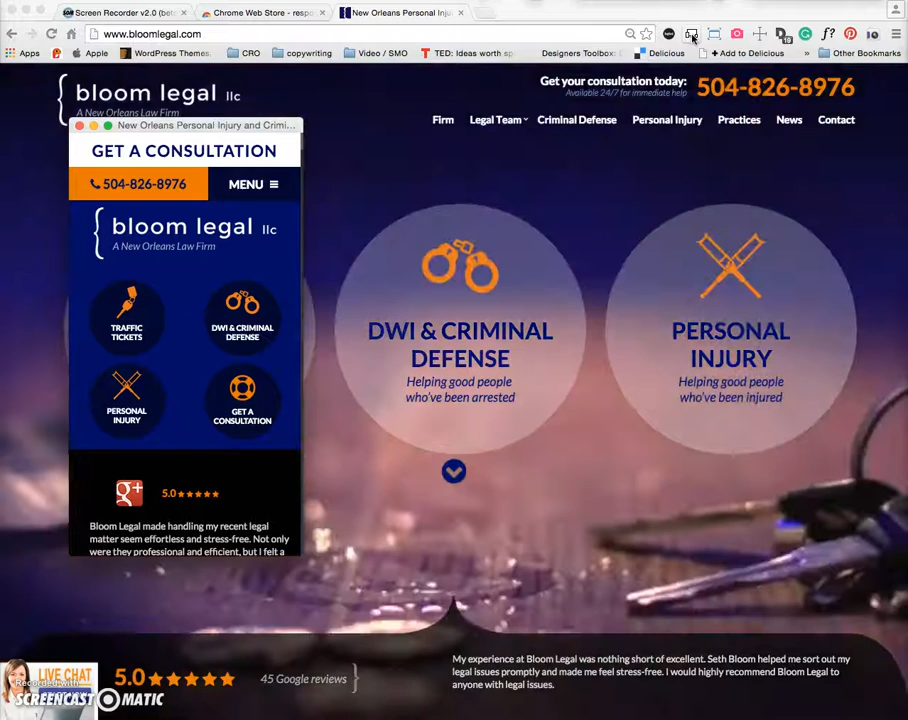 Screen Recorder v2.0 (bet
Chrome Web Store - respo
New Orleans Personal Inju
www.bloomlegal.com
Apps
Apple
WordPress Themes.
CRO
copywriting
Video / SMO
TED: Ideas worth sp
Designers Toolbox:
Delicious
+ Add to Delicious
»
Other Bookmarks
19
f?
bloom legal llc
A New Orleans Law Firm
Get your consultation today:
Available 24/7 for immediate help
504-826-8976
Firm
Legal Team
Criminal Defense
Personal Injury
Practices
News
Contact
New Orleans Personal Injury and Crimi...
GET A CONSULTATION
504-826-8976
MENU
bloom legal llc
A New Orleans Law Firm
TRAFFIC
TICKETS
DWI & CRIMINAL
DEFENSE
PERSONAL
INJURY
GET A
CONSULTATION
g+
5.0
Bloom Legal made handling my recent legal
matter seem effortless and stress-free. Not only
were they professional and efficient, but I felt a
DWI & CRIMINAL
DEFENSE
Helping good people
who've been arrested
PERSONAL
INJURY
Helping good people
who've been injured
5.0
45 Google reviews
My experience at Bloom Legal was nothing short of excellent. Seth Bloom helped me sort out my
legal issues promptly and made me feel stress-free. I would highly recommend Bloom Legal to
anyone with legal issues.
LIVE CHAT
Recorded with
SCREENCAST MATIC